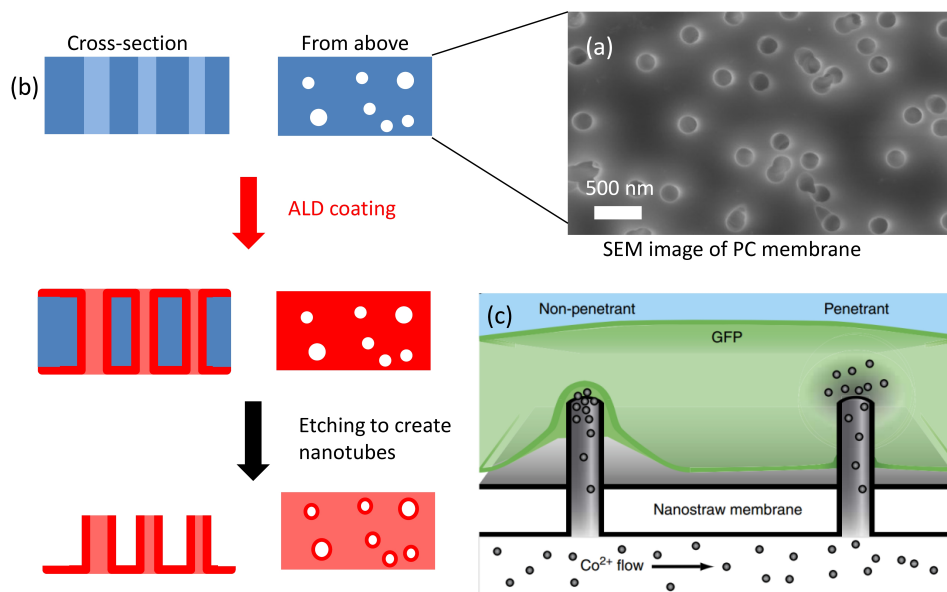 Cross-section
From above
(b)
(a)
500 nm
SEM image of PC membrane
ALD coating
Etching to create
nanotubes
(c)
Non-penetrant
Penetrant
GFP
Nanostraw membrane
Co²⁺ flow